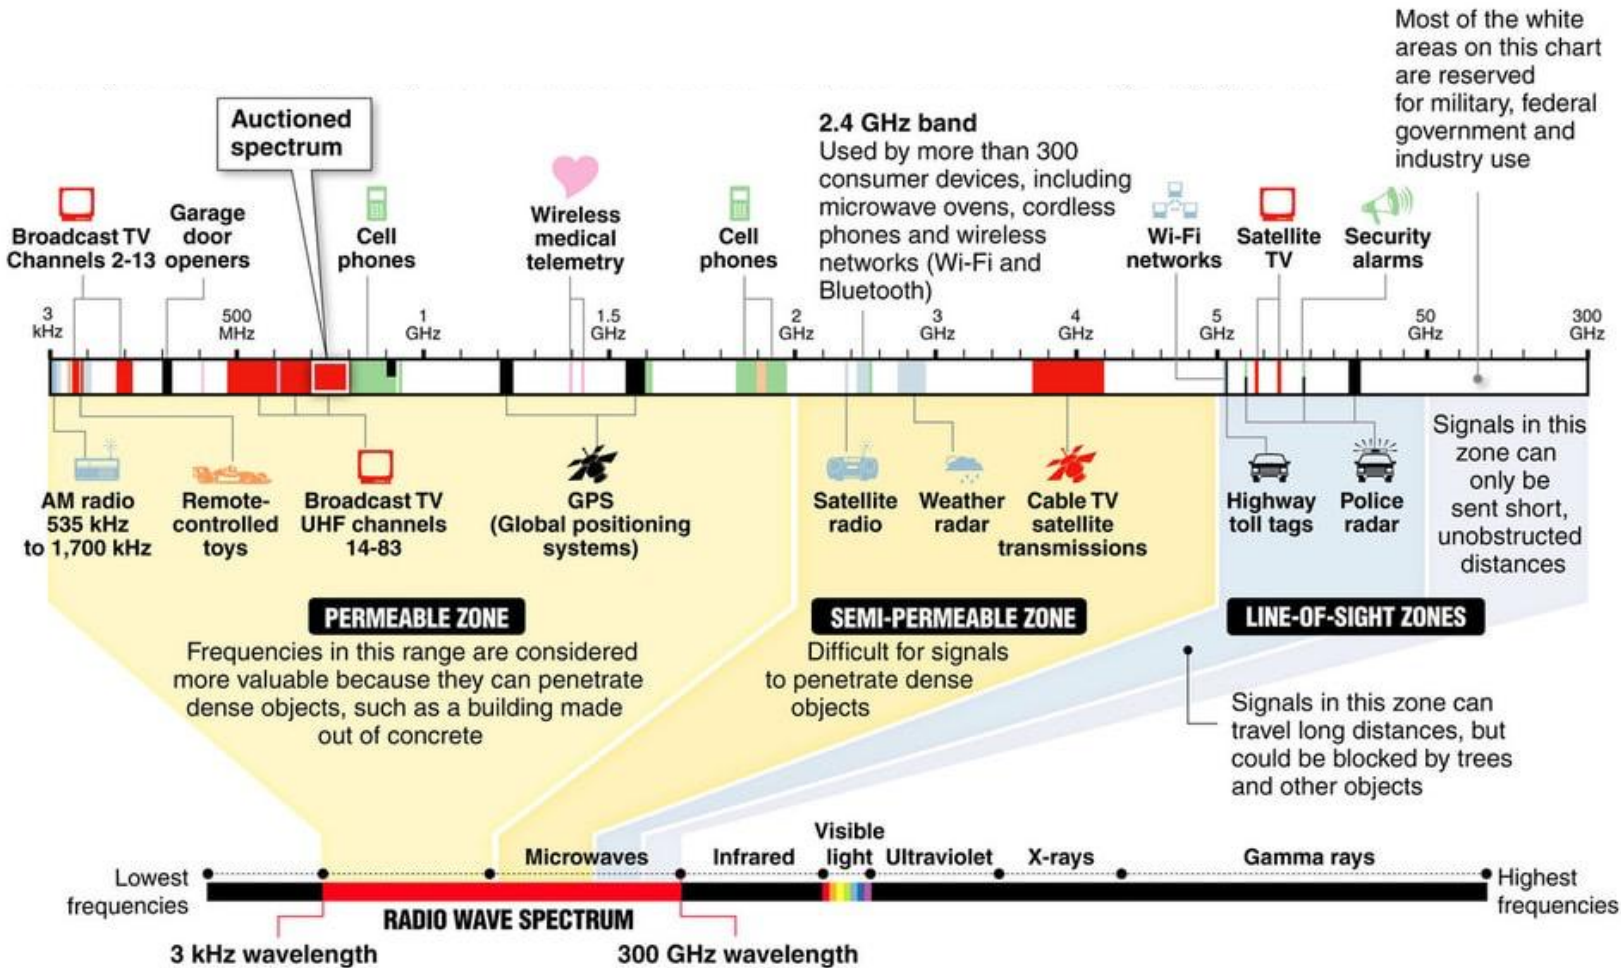 Most of the white
areas on this chart
are reserved
for military, federal
government and
industry use
Auctioned
spectrum
2.4 GHz band
Used by more than 300
consumer devices, including
microwave ovens, cordless
phones and wireless
networks (Wi-Fi and
Bluetooth)
Broadcast TV
Channels 2-13
Garage
door
openers
Cell
phones
Wireless
medical
telemetry
Cell
phones
Wi-Fi
networks
Satellite
TV
Security
alarms
3
kHz
500
MHz
1
GHz
1.5
GHz
2
GHz
3
GHz
4
GHz
5
GHz
50
GHz
300
GHz
AM radio
535 kHz
to 1,700 kHz
Remote-
controlled
toys
Broadcast TV
UHF channels
14-83
GPS
(Global positioning
systems)
Satellite
radio
Weather
radar
Cable TV
satellite
transmissions
Highway
toll tags
Police
radar
Signals in this
zone can
only be
sent short,
unobstructed
distances
PERMEABLE ZONE
Frequencies in this range are considered
more valuable because they can penetrate
dense objects, such as a building made
out of concrete
SEMI-PERMEABLE ZONE
Difficult for signals
to penetrate dense
objects
LINE-OF-SIGHT ZONES
Signals in this zone can
travel long distances, but
could be blocked by trees
and other objects
Lowest
frequencies
Microwaves
Infrared
Visible
light
Ultraviolet
X-rays
Gamma rays
Highest
frequencies
RADIO WAVE SPECTRUM
3 kHz wavelength
300 GHz wavelength